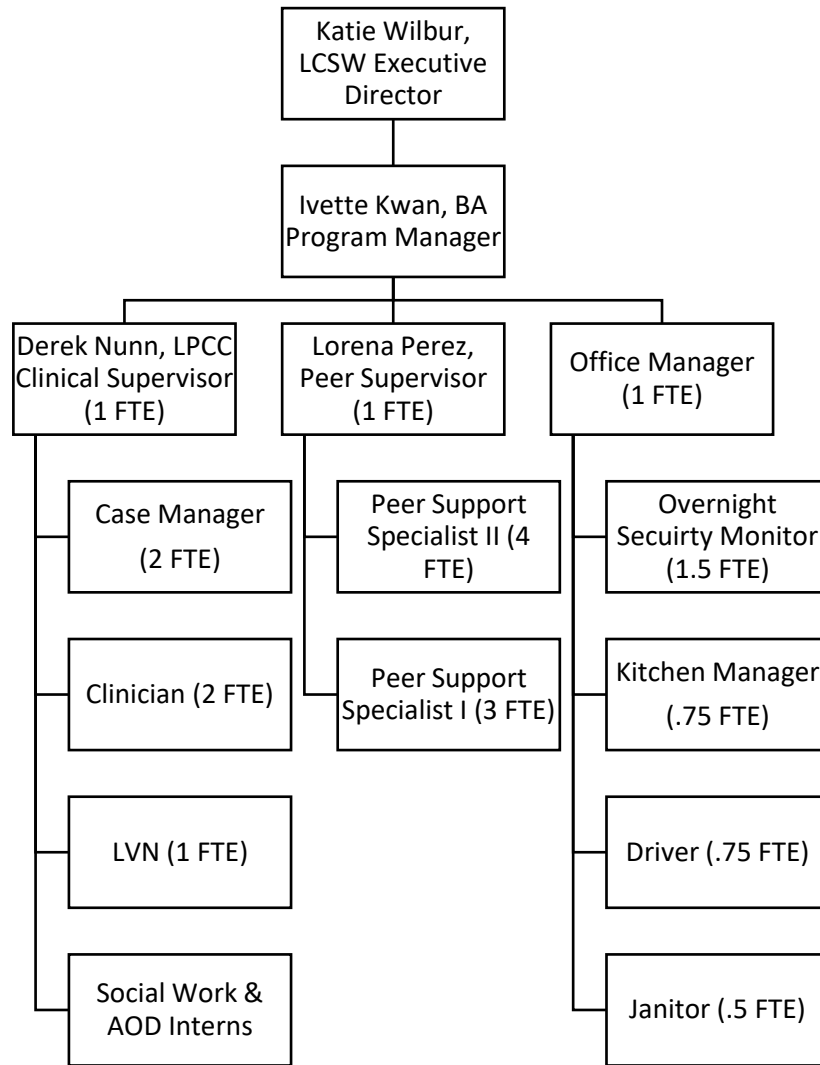 Katie Wilbur,
LCSW Executive
Director
Ivette Kwan, BA
Program Manager
Derek Nunn, LPCC
Clinical Supervisor
(1 FTE)
Lorena Perez,
Peer Supervisor
(1 FTE)
Office Manager
(1 FTE)
Case Manager
(2 FTE)
Clinician (2 FTE)
LVN (1 FTE)
Social Work &
AOD Interns
Peer Support
Specialist II (4
FTE)
Peer Support
Specialist I (3 FTE)
Overnight
Secuirty Monitor
(1.5 FTE)
Kitchen Manager
(.75 FTE)
Driver (.75 FTE)
Janitor (.5 FTE)